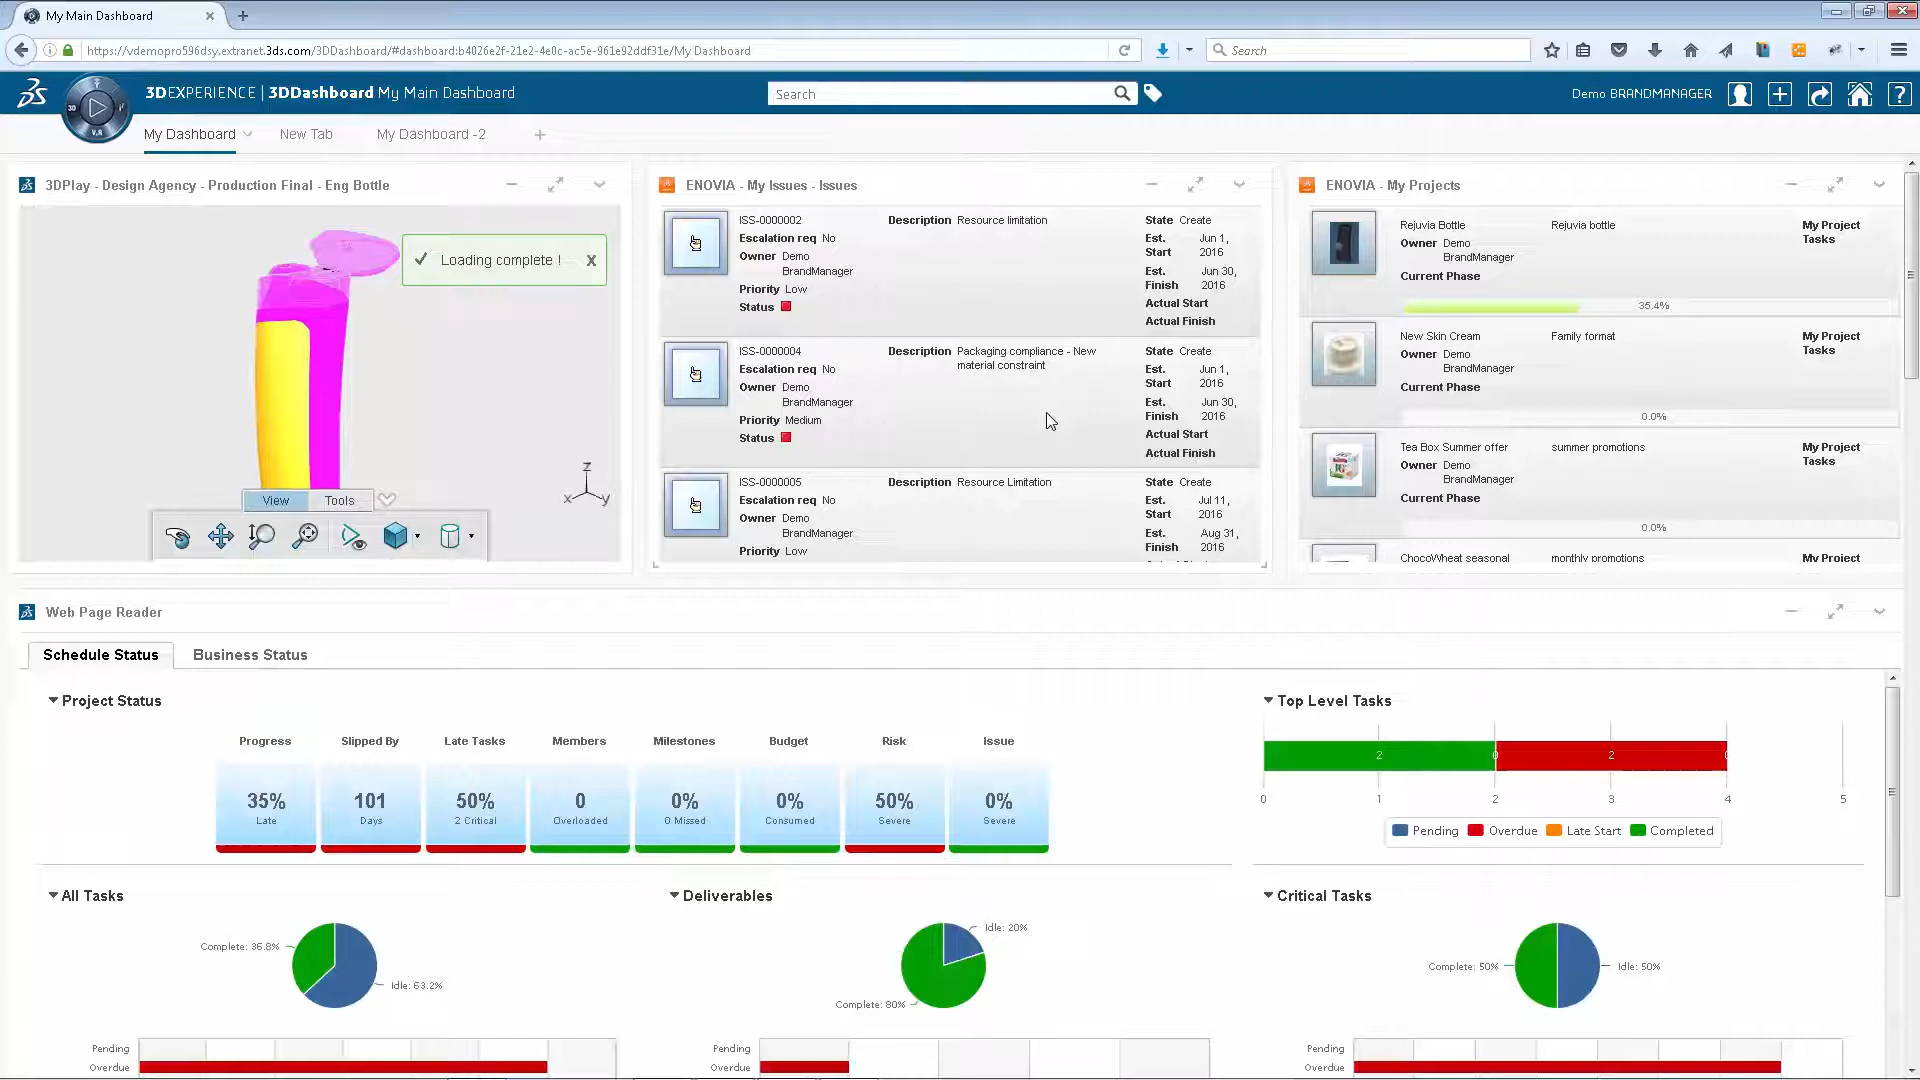 My Main Dashboard
https://vdemopro596dsy.extranet.3ds.com/3DDashboard/#dashboard:b4026e2f-21e2-4e0c-ac5e-961e92ddf31e/My Dashboard
Search
3DEXPERIENCE | 3DDashboard My Main Dashboard
Search
Demo BRANDMANAGER
3D
V.R
My Dashboard
New Tab
My Dashboard -2
3DPlay - Design Agency - Production Final - Eng Bottle
Loading complete !
X
z
x
y
View
Tools
ENOVIA - My Issues - Issues
ISS-0000002
Escalation req No
Owner Demo
BrandManager
Priority Low
Status
Description Resource limitation
State Create
Est. Start Jun 1, 2016
Est. Finish Jun 30, 2016
Actual Start
Actual Finish
ISS-0000004
Escalation req No
Owner Demo
BrandManager
Priority Medium
Status
Description Packaging compliance - New
material constraint
State Create
Est. Start Jun 1, 2016
Est. Finish Jun 30, 2016
Actual Start
Actual Finish
ISS-0000005
Escalation req No
Owner Demo
BrandManager
Priority Low
Description Resource Limitation
State Create
Est. Start Jul 11, 2016
Est. Finish Aug 31, 2016
ENOVIA - My Projects
Rejuvia Bottle
Rejuvia bottle
My Project
Tasks
Owner Demo
BrandManager
Current Phase
35.4%
New Skin Cream
Family format
My Project
Tasks
Owner Demo
BrandManager
Current Phase
0.0%
Tea Box Summer offer
summer promotions
My Project
Tasks
Owner Demo
BrandManager
Current Phase
0.0%
ChocoWheat seasonal
monthly promotions
My Project
Web Page Reader
Schedule Status
Business Status
Project Status
Progress Slipped By Late Tasks Members Milestones Budget Risk Issue
35% 101 50% 0 0% 0% 50% 0%
Late Days 2 Critical Overloaded 0 Missed Consumed Severe Severe
Top Level Tasks
2 0 2
0 1 2 3 4 5
Pending Overdue Late Start Completed
All Tasks
Complete: 36.8%
Idle: 63.2%
Pending
Overdue
Deliverables
Idle: 20%
Complete: 80%
Pending
Overdue
Critical Tasks
Complete: 50%
Idle: 50%
Pending
Overdue